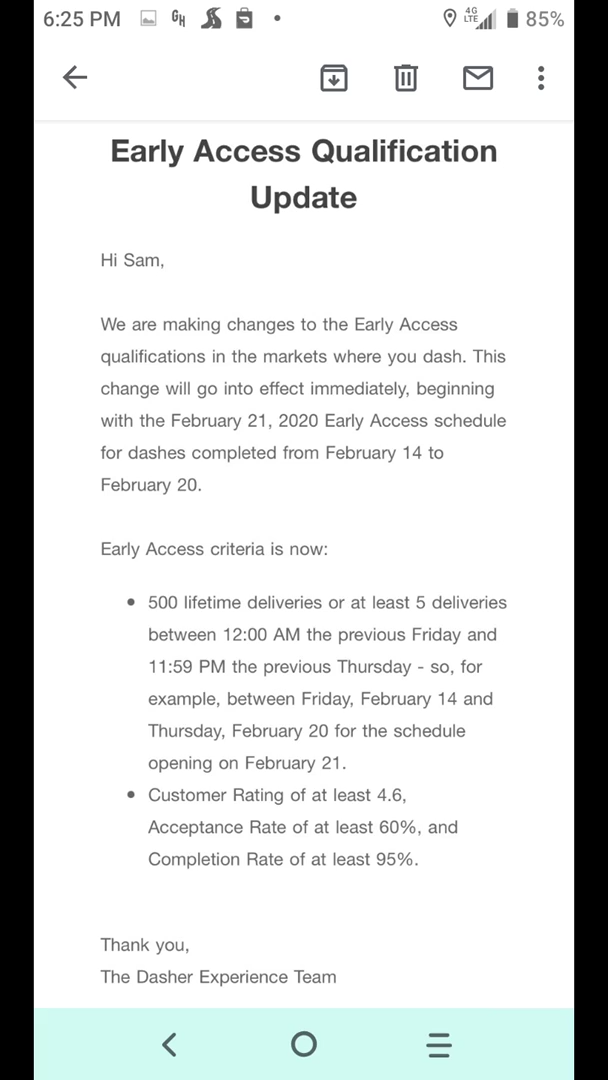 6:25 PM
4G
LTE
85%
Early Access Qualification
Update
Hi Sam,
We are making changes to the Early Access
qualifications in the markets where you dash. This
change will go into effect immediately, beginning
with the February 21, 2020 Early Access schedule
for dashes completed from February 14 to
February 20.
Early Access criteria is now:
• 500 lifetime deliveries or at least 5 deliveries
between 12:00 AM the previous Friday and
11:59 PM the previous Thursday - so, for
example, between Friday, February 14 and
Thursday, February 20 for the schedule
opening on February 21.
• Customer Rating of at least 4.6,
Acceptance Rate of at least 60%, and
Completion Rate of at least 95%.
Thank you,
The Dasher Experience Team